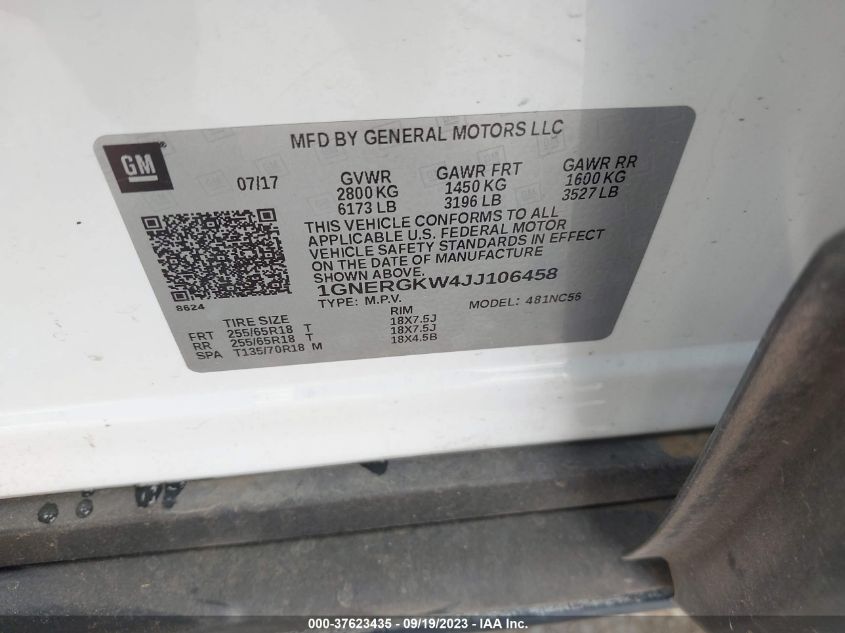 MFD BY GENERAL MOTORS LLC
GM
07/17
GVWR GAWR FRT GAWR RR
2800 KG 1450 KG 1600 KG
6173 LB 3196 LB 3527 LB
THIS VEHICLE CONFORMS TO ALL
APPLICABLE U.S. FEDERAL MOTOR
VEHICLE SAFETY STANDARDS IN EFFECT
ON THE DATE OF MANUFACTURE
SHOWN ABOVE.
8624
1GNERGKW4JJ106458
TYPE: M.P.V. MODEL: 481NC56
TIRE SIZE RIM
FRT 255/65R18 T 18X7.5J
RR 255/65R18 T 18X7.5J
SPA T135/70R18 M 18X4.5B
000-37623435 - 09/19/2023 - IAA Inc.